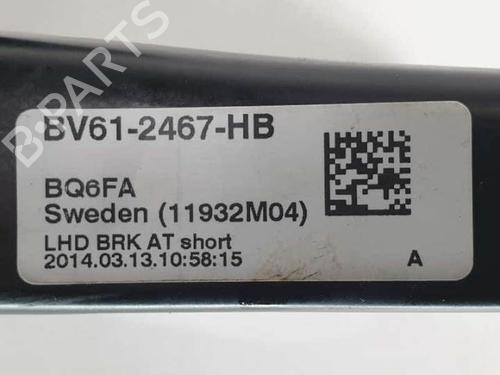 B-PARTS
BV61-2467-HB
BQ6FA
Sweden (11932M04)
LHD BRK AT short
2014.03.13.10:58:15
A